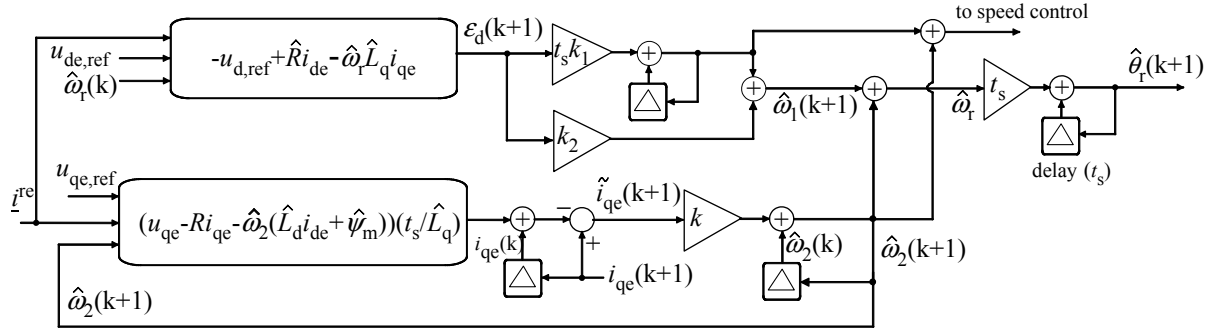 to speed control
ε_d(k+1)
u_de,ref
ω̂_r(k)
-u_d,ref+R̂i_de-ω̂_rL̂_qi_qe
t_sk_1
+
+
+
△
k_2
ω̂_1(k+1)
+
ω̂_r
t_s
+
θ̂_r(k+1)
△
delay (t_s)
u_qe,ref
i^re
(u_qe-Ri_qe-ω̂_2(L̂_di_de+ψ̂_m))(t_s/L̂_q)
+
−
+
ĩ_qe(k+1)
k
+
i_qe(k)
△
i_qe(k+1)
ω̂_2(k)
△
ω̂_2(k+1)
ω̂_2(k+1)